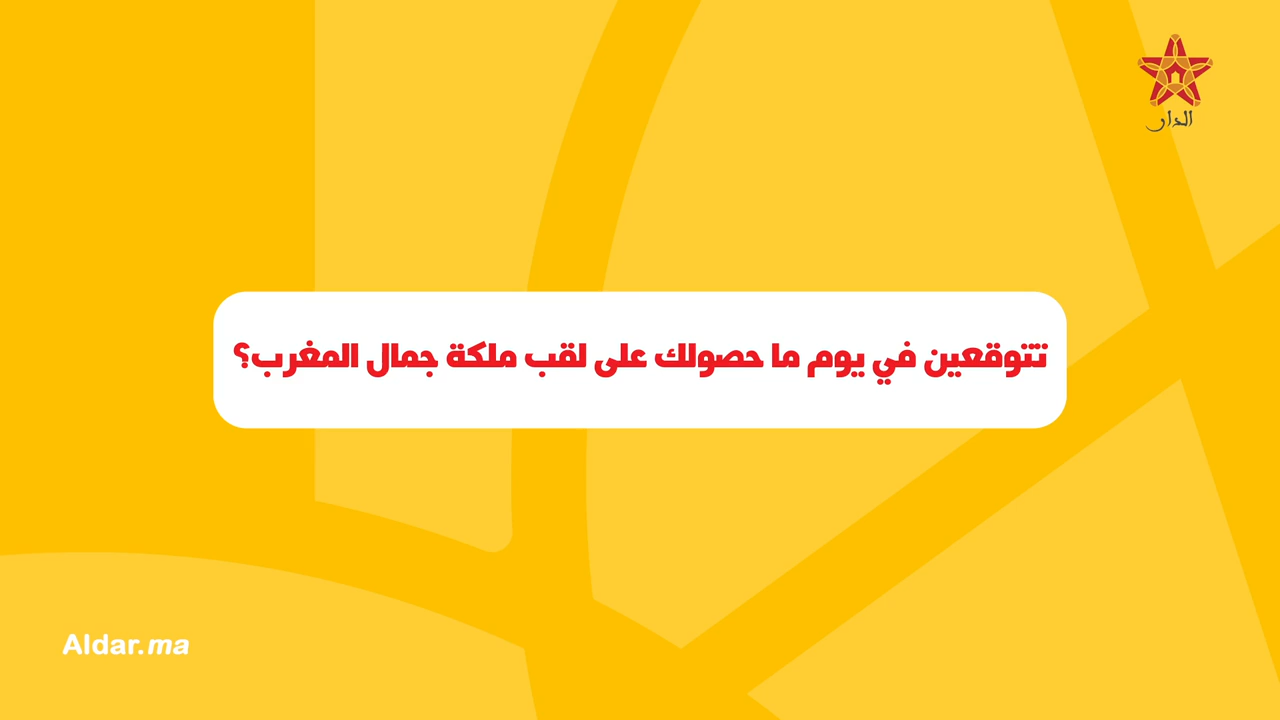 الدار
تتوقعين في يوم ما حصولك على لقب ملكة جمال المغرب؟
Aldar.ma